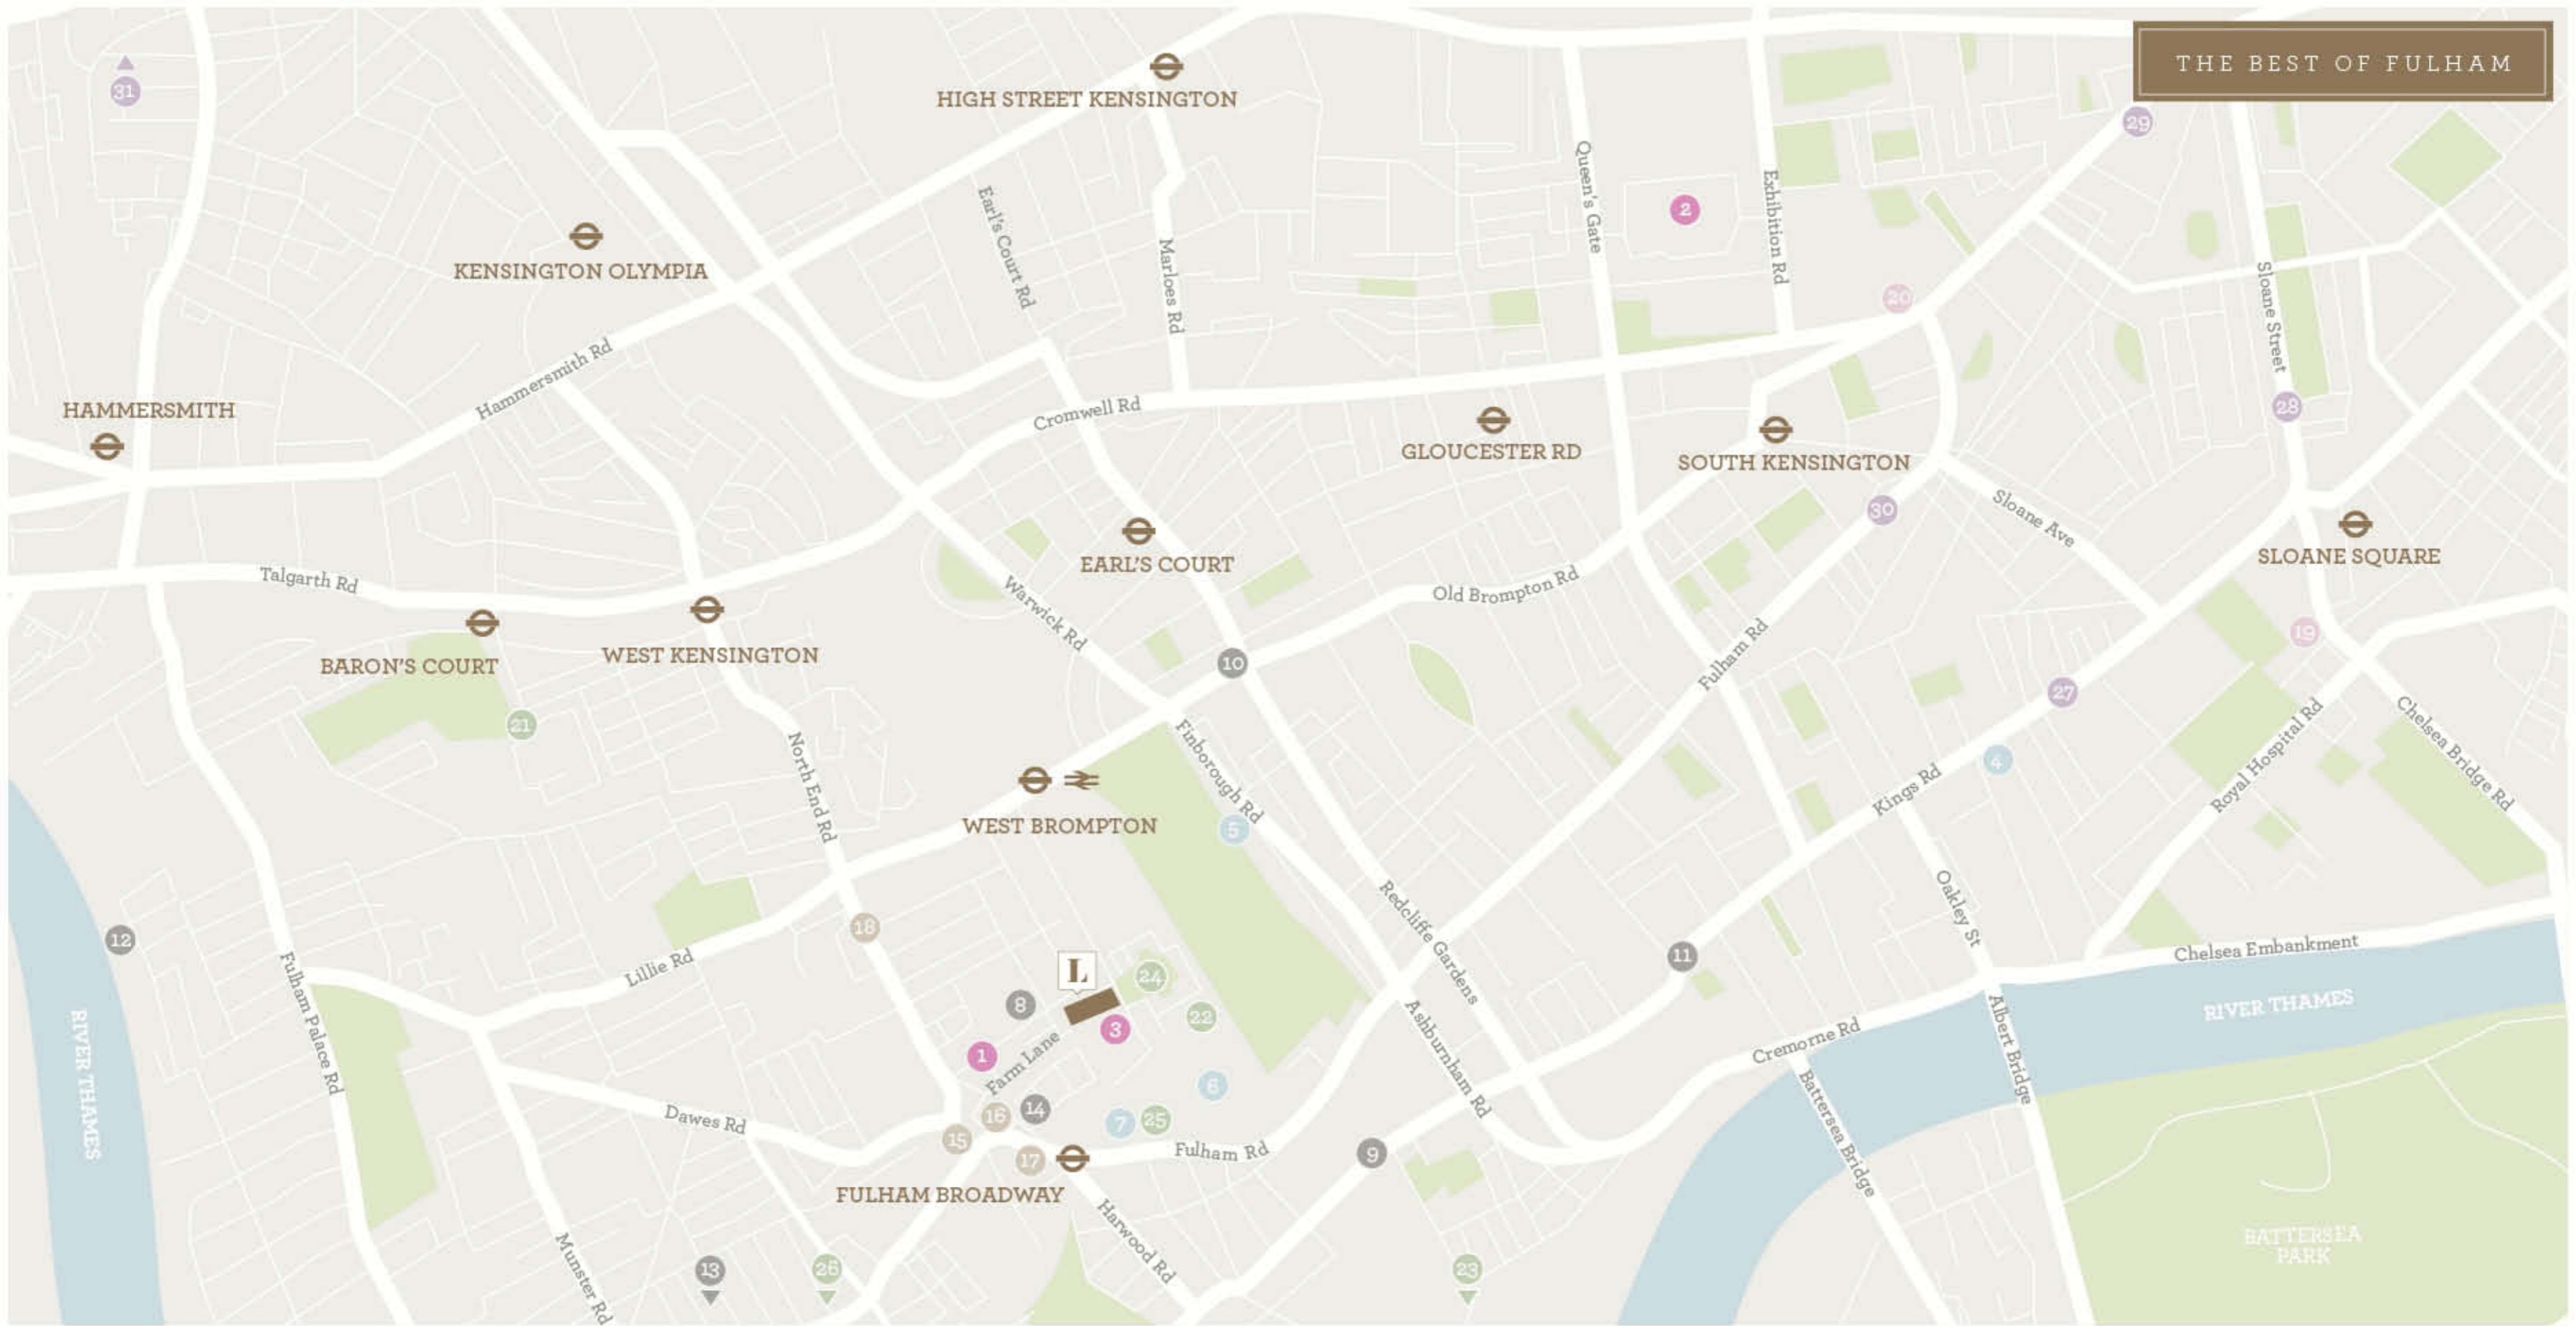 THE BEST OF FULHAM
31
HIGH STREET KENSINGTON
29
Queen's Gate
2
Exhibition Rd
Earl's Court Rd
Marloes Rd
KENSINGTON OLYMPIA
20
Sloane Street
Hammersmith Rd
HAMMERSMITH
Cromwell Rd
28
GLOUCESTER RD
SOUTH KENSINGTON
30
Sloane Ave
EARL'S COURT
SLOANE SQUARE
Talgarth Rd
Old Brompton Rd
Warwick Rd
BARON'S COURT
WEST KENSINGTON
10
Fulham Rd
19
27
21
North End Rd
Finborough Rd
4
Kings Rd
Royal Hospital Rd
Chelsea Bridge Rd
WEST BROMPTON
5
12
18
Redcliffe Gardens
11
Oakley St
Chelsea Embankment
Lillie Rd
L
24
Fulham Palace Rd
8
22
3
RIVER THAMES
RIVER THAMES
1
Farm Lane
Ashburnham Rd
Cremorne Rd
Albert Bridge
6
Dawes Rd
16
14
7
25
15
17
Fulham Rd
9
Battersea Bridge
FULHAM BROADWAY
Harwood Rd
Munster Rd
13
26
23
BATTERSEA
PARK